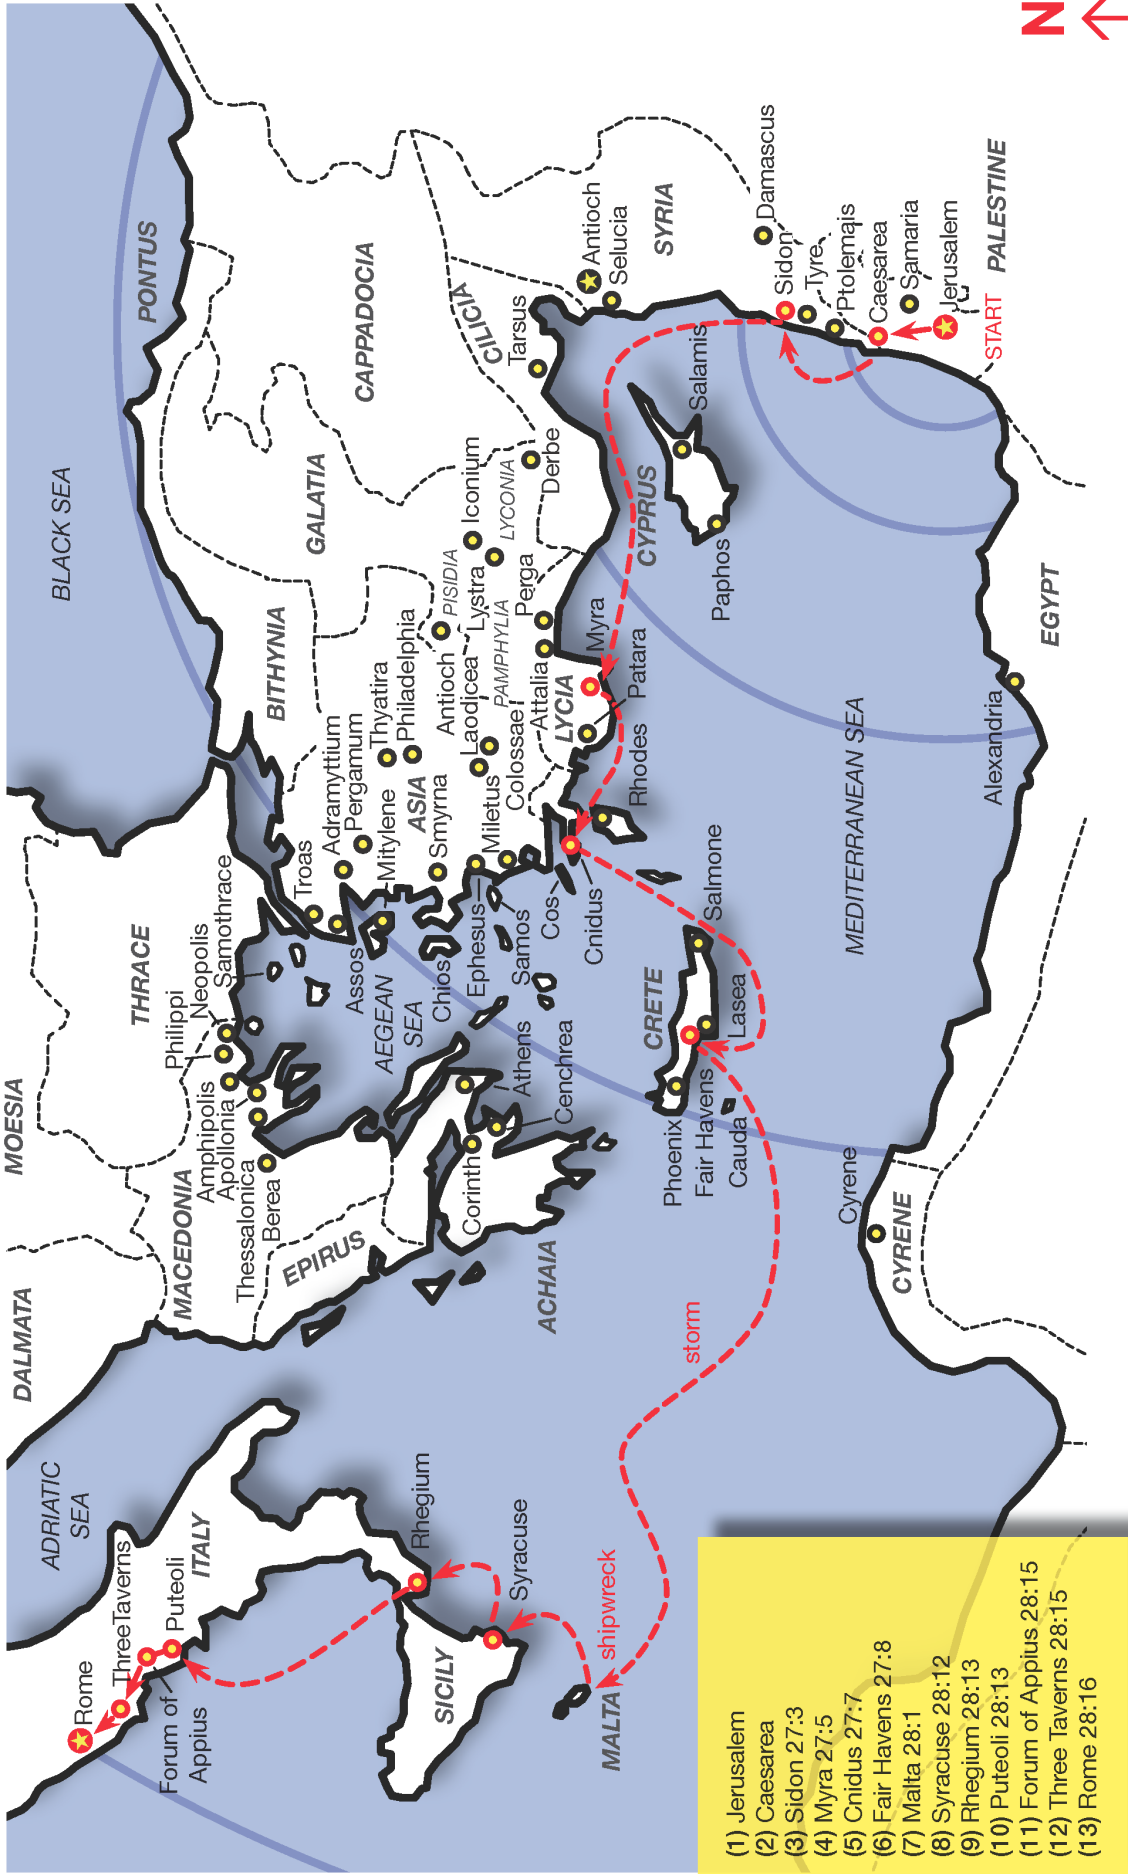 DALMATA
MOESIA
BLACK SEA
ADRIATIC
SEA
THRACE
PONTUS
Rome
Three Taverns
Puteoli
ITALY
Forum of
Appius
MACEDONIA
Amphipolis
Apollonia
Thessalonica
Berea
Philippi
Neopolis
Samothrace
BITHYNIA
GALATIA
CAPPADOCIA
EPIRUS
Troas
Adramyttium
Pergamum
Thyatira
Philadelphia
Assos
Mitylene
AEGEAN
SEA
ASIA
Smyrna
Chios
Antioch
PISIDIA
Iconium
Lystra
LYCONIA
CILICIA
Tarsus
Derbe
Rhegium
Corinth
Athens
Cenchrea
Ephesus
Samos
Miletus
Laodicea
Colossae
PAMPHYLIA
Perga
Attalia
LYCIA
Myra
Patara
Antioch
Selucia
SYRIA
SICILY
Syracuse
ACHAIA
Cos
Cnidus
Rhodes
CYPRUS
Salamis
Paphos
MALTA
shipwreck
storm
CRETE
Salmone
Lasea
Phoenix
Fair Havens
Cauda
MEDITERRANEAN SEA
Damascus
Sidon
Tyre
Ptolemais
Caesarea
Samaria
Jerusalem
PALESTINE
START
Cyrene
CYRENE
Alexandria
EGYPT
N
(1) Jerusalem
(2) Caesarea
(3) Sidon 27:3
(4) Myra 27:5
(5) Cnidus 27:7
(6) Fair Havens 27:8
(7) Malta 28:1
(8) Syracuse 28:12
(9) Rhegium 28:13
(10) Puteoli 28:13
(11) Forum of Appius 28:15
(12) Three Taverns 28:15
(13) Rome 28:16